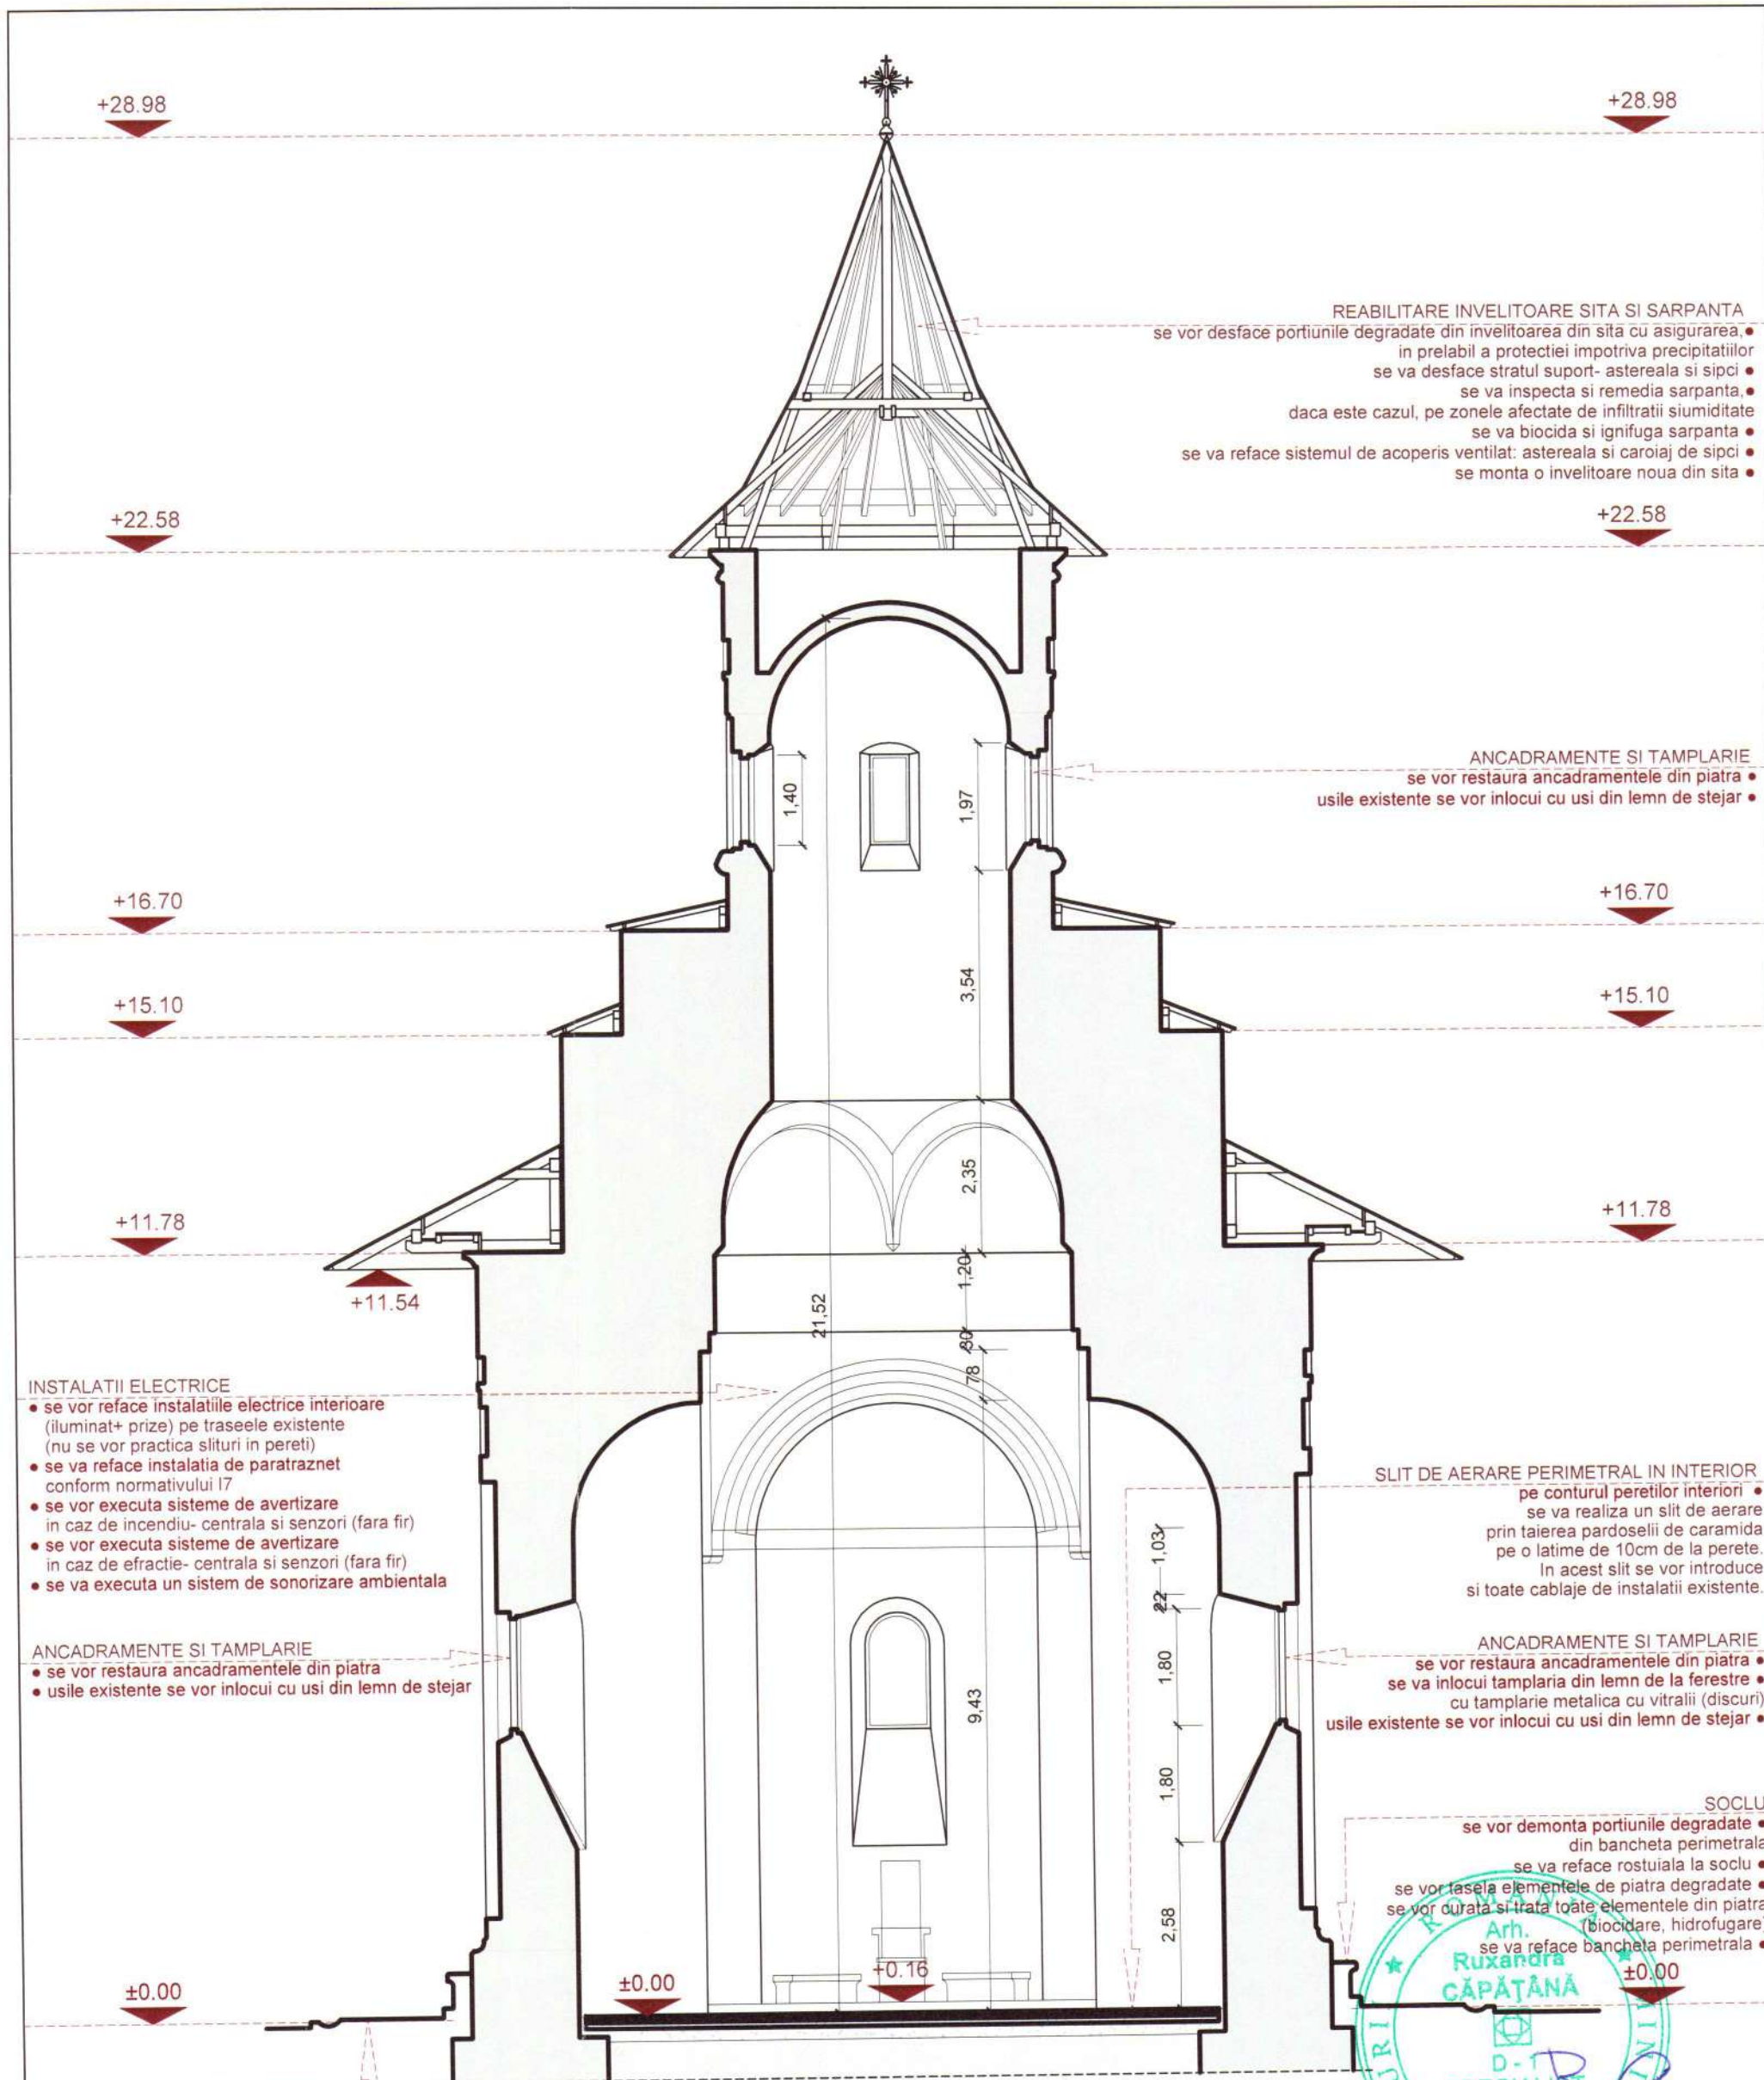 +28.98
+28.98
REABILITARE INVELITOARE SITA SI SARPANTA
se vor desface portiunile degradate din invelitoarea din sita cu asigurarea, •
in prelabil a protectiei impotriva precipitatiilor
se va desface stratul suport- astereala si sipci •
se va inspecta si remedia sarpanta, •
daca este cazul, pe zonele afectate de infiltratii siumiditate
se va biocida si ignifuga sarpanta •
se va reface sistemul de acoperis ventilat: astereala si caroiaj de sipci •
se monta o invelitoare noua din sita •
+22.58
+22.58
ANCADRAMENTE SI TAMPLARIE
se vor restaura ancadramentele din piatra •
usile existente se vor inlocui cu usi din lemn de stejar •
1,40
1,97
+16.70
+16.70
3,54
+15.10
+15.10
2,35
+11.78
+11.78
+11.54
1,20
21,52
30
78
INSTALATII ELECTRICE
• se vor reface instalatiile electrice interioare
(iluminat+ prize) pe traseele existente
(nu se vor practica slituri in pereti)
• se va reface instalatia de paratraznet
conform normativului I7
• se vor executa sisteme de avertizare
in caz de incendiu- centrala si senzori (fara fir)
• se vor executa sisteme de avertizare
in caz de efractie- centrala si senzori (fara fir)
• se va executa un sistem de sonorizare ambientala
SLIT DE AERARE PERIMETRAL IN INTERIOR
pe conturul peretilor interiori •
se va realiza un slit de aerare
prin taierea pardoselii de caramida
pe o latime de 10cm de la perete.
In acest slit se vor introduce
si toate cablaje de instalatii existente.
1,03
22
1,80
1,80
2,58
9,43
ANCADRAMENTE SI TAMPLARIE
• se vor restaura ancadramentele din piatra
• usile existente se vor inlocui cu usi din lemn de stejar
ANCADRAMENTE SI TAMPLARIE
se vor restaura ancadramentele din piatra •
se va inlocui tamplaria din lemn de la ferestre •
cu tamplarie metalica cu vitralii (discuri)
usile existente se vor inlocui cu usi din lemn de stejar •
SOCLU
se vor demonta portiunile degradate •
din bancheta perimetrala
se va reface rostuiala la soclu •
se vor tasela elementele de piatra degradate •
se vor curata si trata toate elementele din piatra
(biocidare, hidrofugare)
se va reface bancheta perimetrala •
±0.00
±0.00
+0.16
±0.00
ROMANIA
Arh.
Ruxandra
CĂPĂŢÂNĂ
D - 1